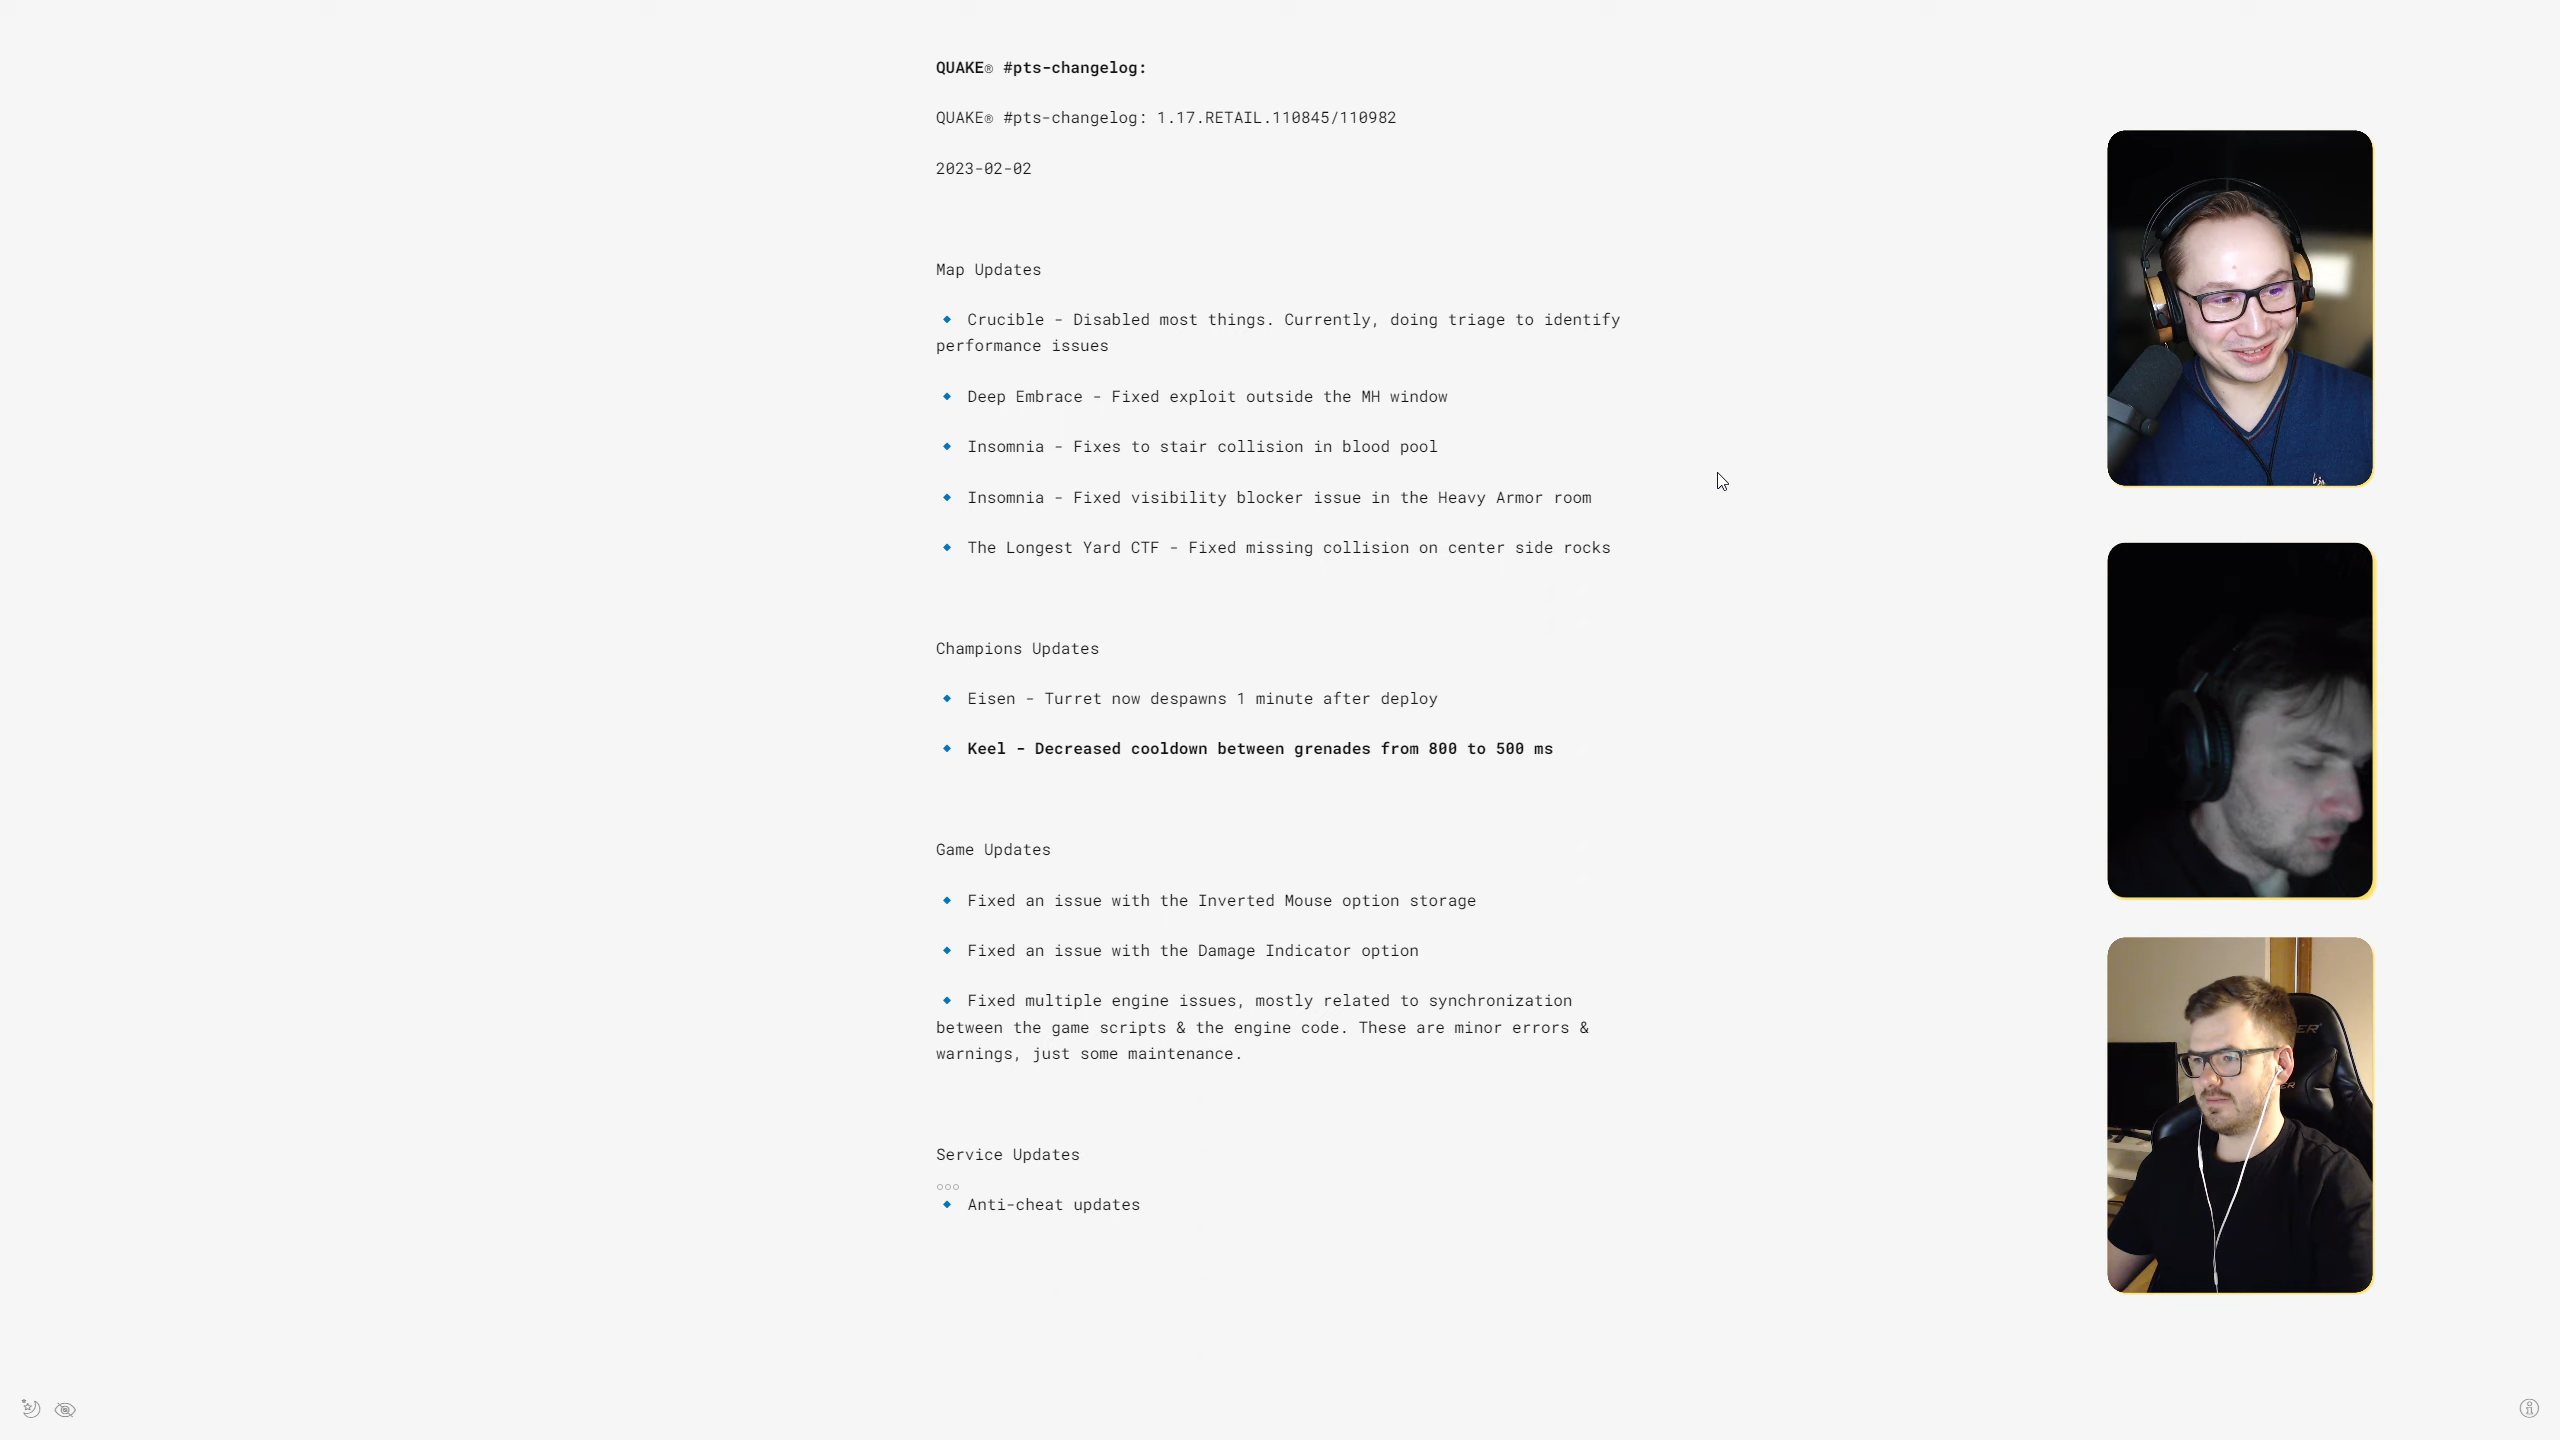 QUAKE® #pts-changelog:
QUAKE® #pts-changelog: 1.17.RETAIL.110845/110982
2023-02-02
Map Updates
🔹 Crucible - Disabled most things. Currently, doing triage to identify
performance issues
🔹 Deep Embrace - Fixed exploit outside the MH window
🔹 Insomnia - Fixes to stair collision in blood pool
🔹 Insomnia - Fixed visibility blocker issue in the Heavy Armor room
🔹 The Longest Yard CTF - Fixed missing collision on center side rocks
Champions Updates
🔹 Eisen - Turret now despawns 1 minute after deploy
🔹 Keel - Decreased cooldown between grenades from 800 to 500 ms
Game Updates
🔹 Fixed an issue with the Inverted Mouse option storage
🔹 Fixed an issue with the Damage Indicator option
🔹 Fixed multiple engine issues, mostly related to synchronization
between the game scripts & the engine code. These are minor errors &
warnings, just some maintenance.
Service Updates
🔹 Anti-cheat updates